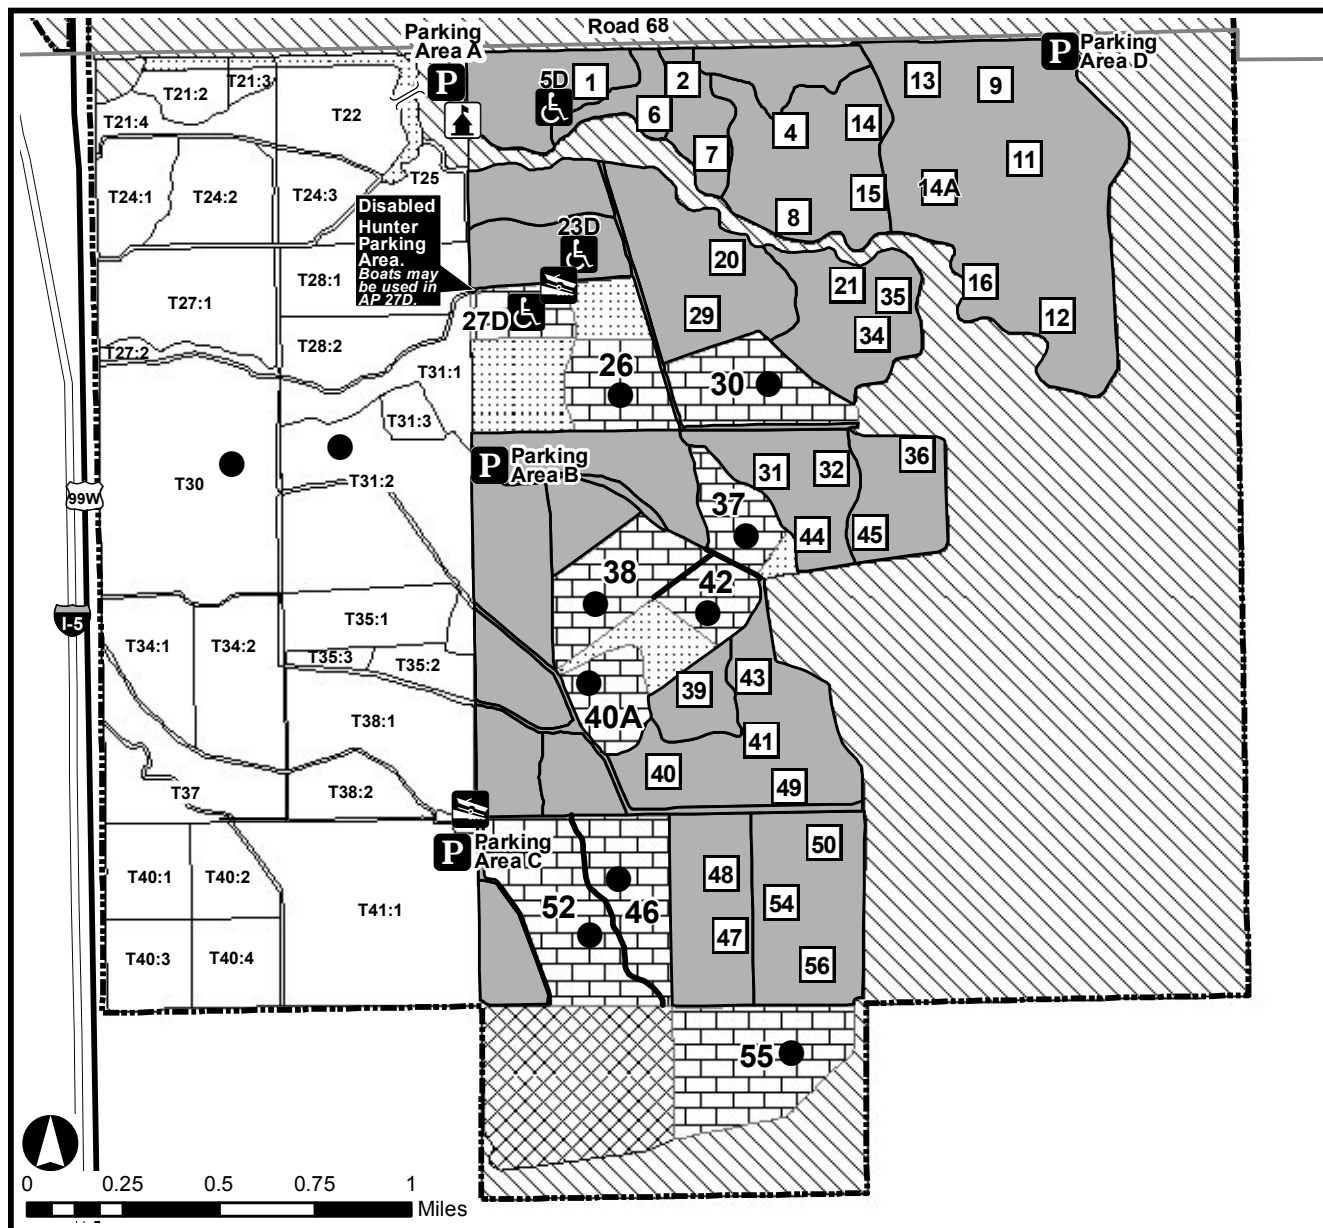 Road 68
Parking
Area A
P
P
Parking
Area D
T21:3
T21:2
T21:4
T22
5D
1
2
6
7
4
13
9
14
11
14A
15
8
T24:1
T24:2
T24:3
T25
Disabled
Hunter
Parking
Area.
Boats may
be used in
AP 27D.
23D
20
21
35
16
12
29
34
T27:1
T28:1
27D
T27:2
T28:2
T31:1
26
30
T31:3
P
Parking
Area B
31
32
36
T30
T31:2
99W
37
44
45
38
42
I-5
T35:1
T34:1
T34:2
T35:3
T35:2
39
43
40A
T38:1
41
40
49
T37
T38:2
P
Parking
Area C
50
T40:1
T40:2
48
T41:1
52
46
54
47
T40:3
T40:4
56
55
0
0.25
0.5
0.75
1
Miles